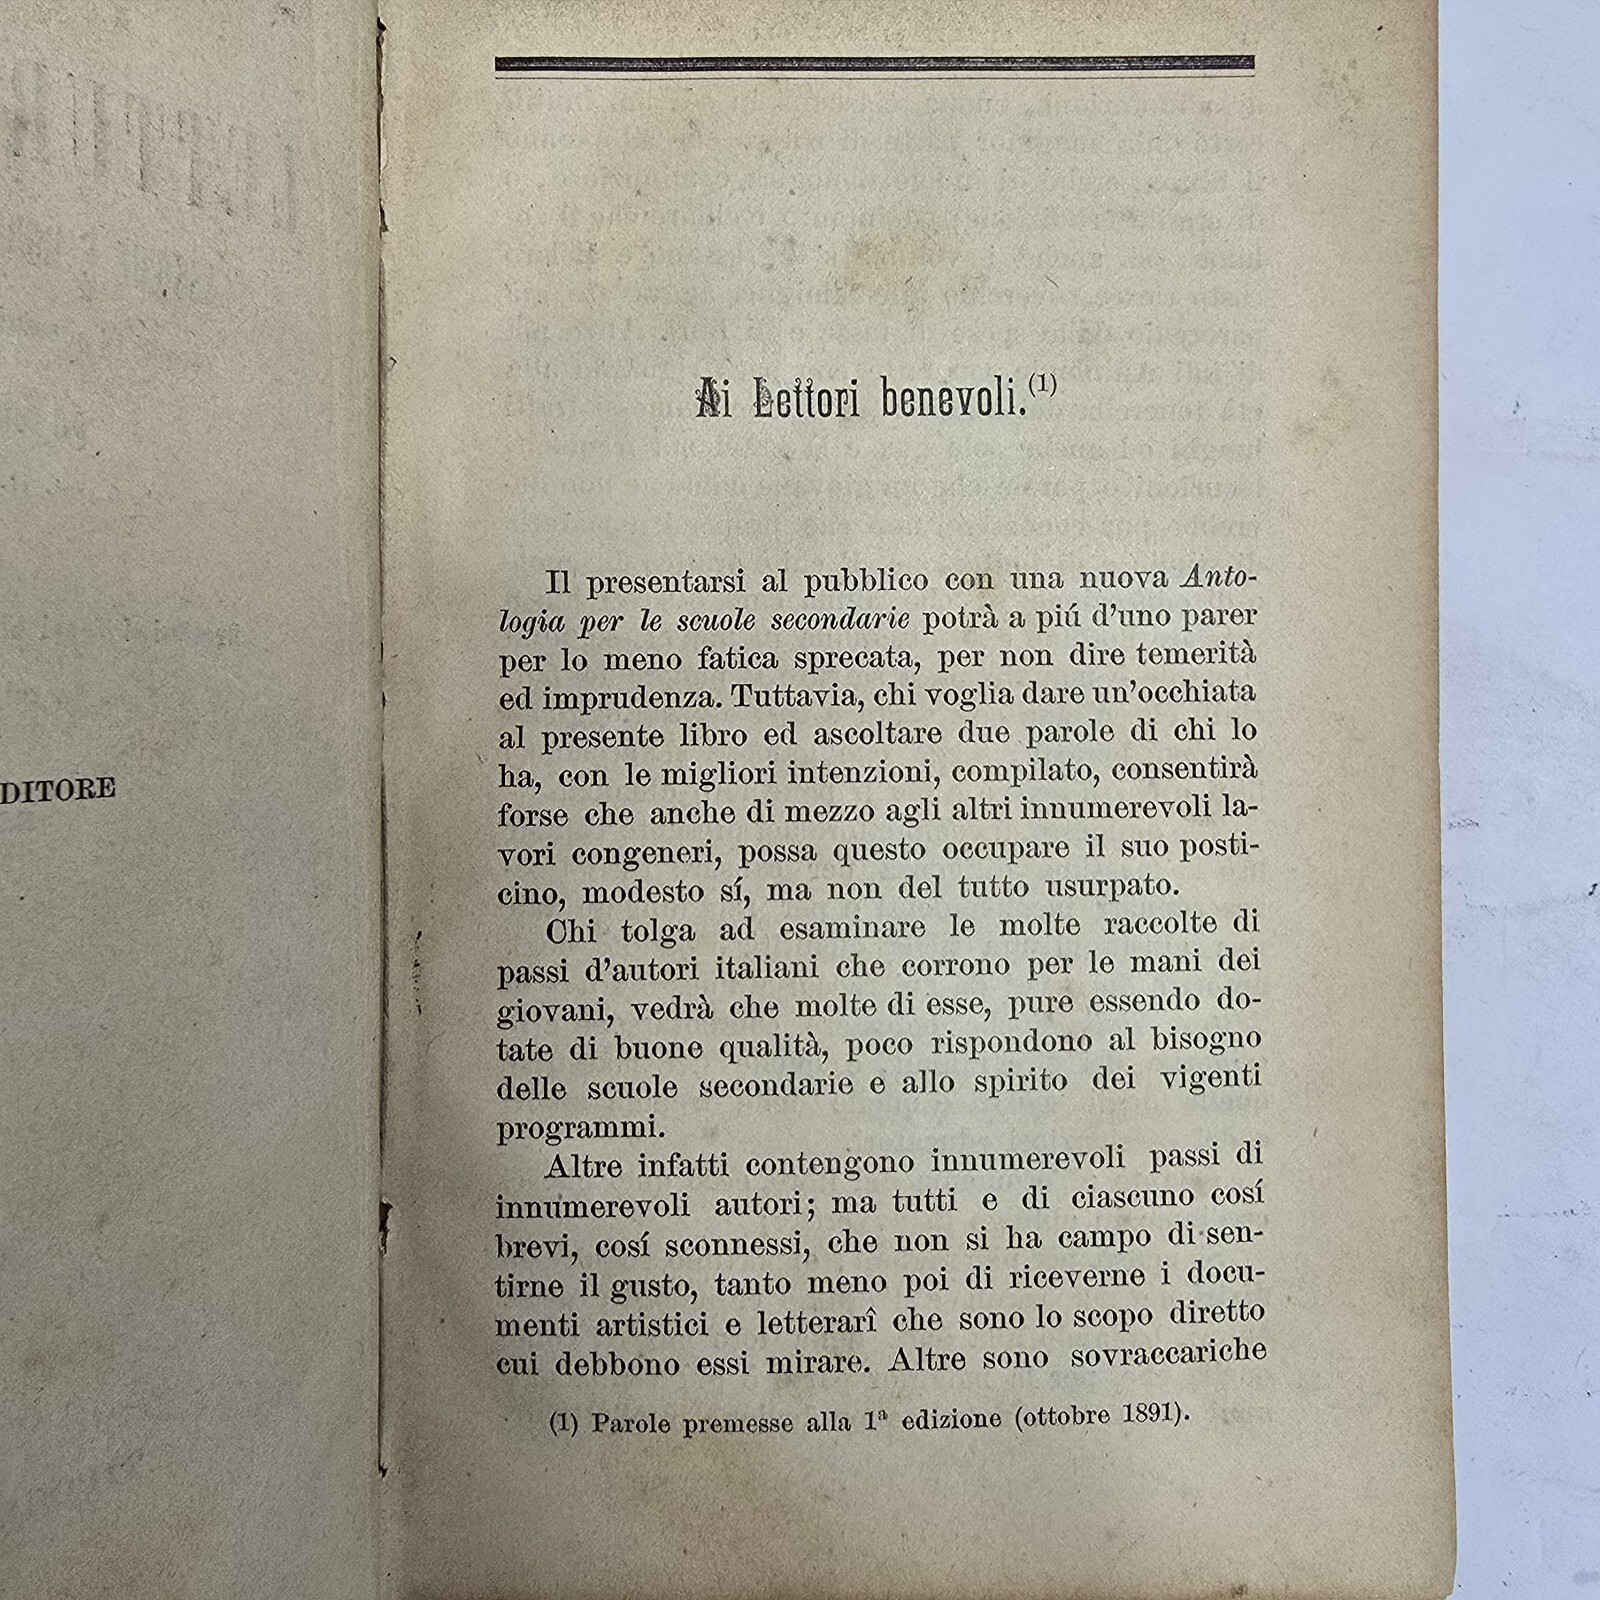 DITORE
Ai Lettori benevoli.(1)
Il presentarsi al pubblico con una nuova Anto-
logia per le scuole secondarie potrà a piú d'uno parer
per lo meno fatica sprecata, per non dire temerità
ed imprudenza. Tuttavia, chi voglia dare un'occhiata
al presente libro ed ascoltare due parole di chi lo
ha, con le migliori intenzioni, compilato, consentirà
forse che anche di mezzo agli altri innumerevoli la-
vori congeneri, possa questo occupare il suo posti-
cino, modesto sí, ma non del tutto usurpato.
Chi tolga ad esaminare le molte raccolte di
passi d'autori italiani che corrono per le mani dei
giovani, vedrà che molte di esse, pure essendo do-
tate di buone qualità, poco rispondono al bisogno
delle scuole secondarie e allo spirito dei vigenti
programmi.
Altre infatti contengono innumerevoli passi di
innumerevoli autori; ma tutti e di ciascuno cosí
brevi, cosí sconnessi, che non si ha campo di sen-
tirne il gusto, tanto meno poi di riceverne i docu-
menti artistici e letterarî che sono lo scopo diretto
cui debbono essi mirare. Altre sono sovraccariche
(1) Parole premesse alla 1ª edizione (ottobre 1891).